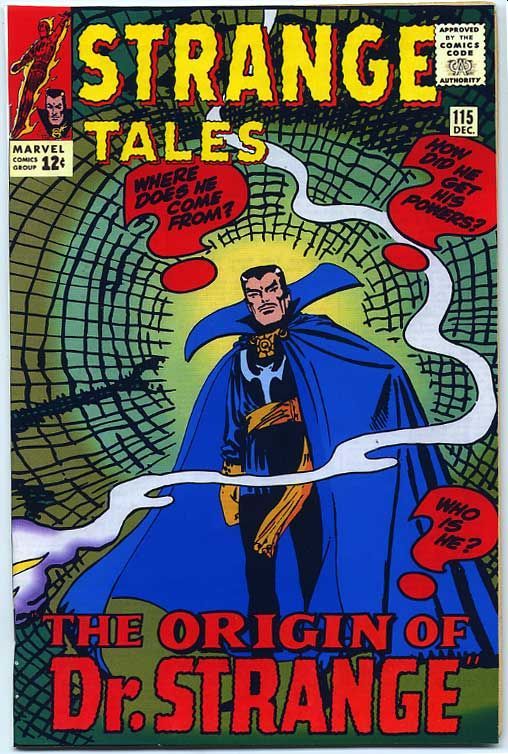 STRANGE
TALES
APPROVED
BY THE
COMICS
CODE
CA
AUTHORITY
MARVEL
COMICS
GROUP 12¢
115
DEC.
WHERE
DOES HE
COME
FROM?
HOW
DID HE
GET
HIS
POWERS?
WHO
IS
HE?
THE ORIGIN OF
Dr. STRANGE"